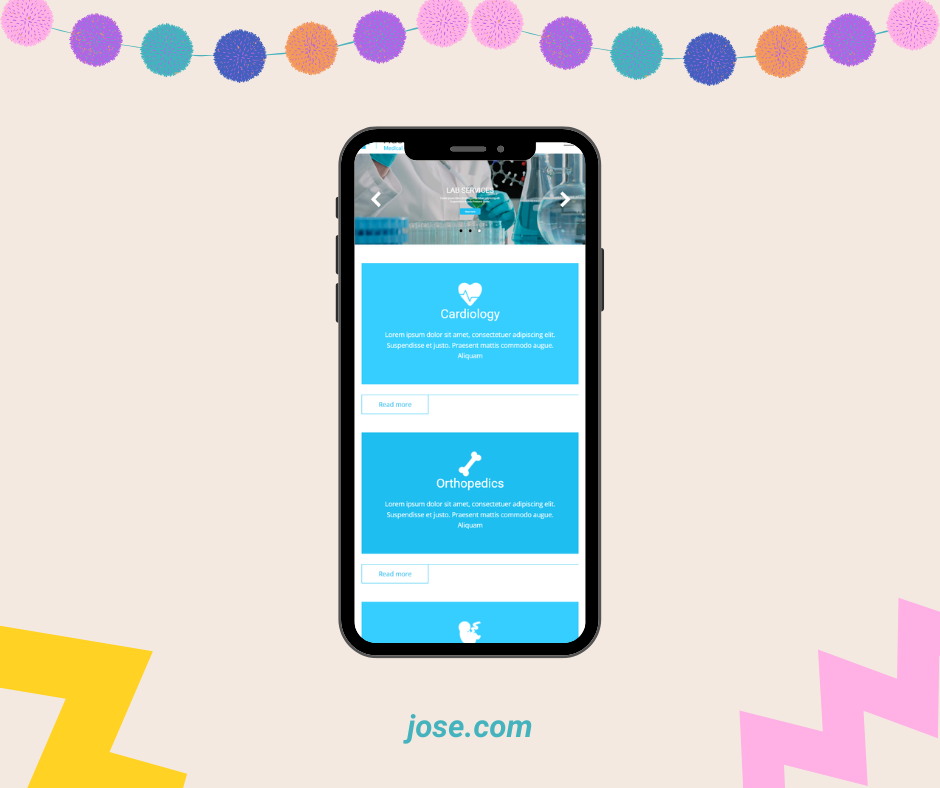 Medical
LAB SERVICES
Read more
Cardiology
Lorem ipsum dolor sit amet, consectetuer adipiscing elit.
Suspendisse et justo. Praesent mattis commodo augue.
Aliquam
Read more
Orthopedics
Lorem ipsum dolor sit amet, consectetuer adipiscing elit.
Suspendisse et justo. Praesent mattis commodo augue.
Aliquam
Read more
jose.com